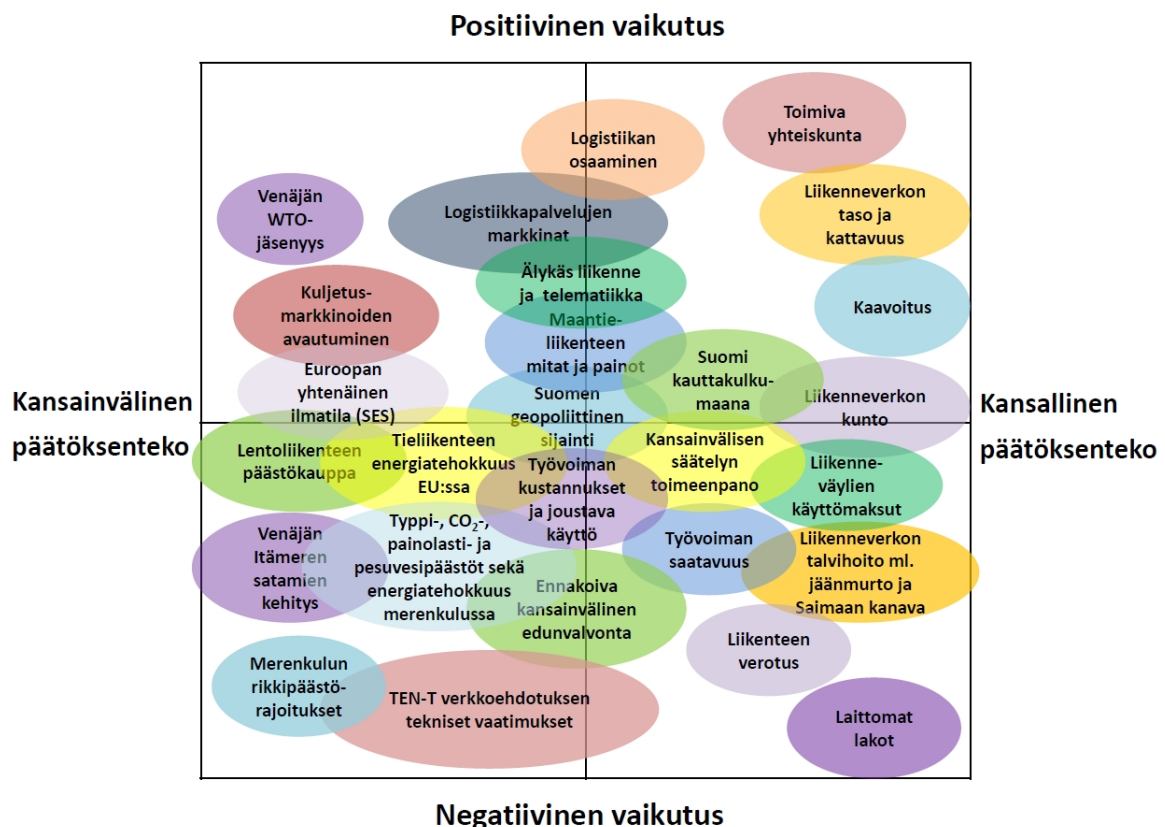 Positiivinen vaikutus
Toimiva
yhteiskunta
Logistiikan
osaaminen
Venäjän
WTO-
jäsenyys
Logistiikkapalvelujen
markkinat
Liikenneverkon
taso ja
kattavuus
Älykäs liikenne
ja telematiikka
Kuljetus-
markkinoiden
avautuminen
Kaavoitus
Maantie-
liikenteen
mitat ja painot
Suomi
kauttakulku-
maana
Euroopan
yhtenäinen
ilmatila (SES)
Suomen
geopoliittinen
sijainti
Liikenneverkon
kunto
Kansainvälinen
päätöksenteko
Kansallinen
päätöksenteko
Lentoliikenteen
päästökauppa
Tieliikenteen
energiatehokkuus
EU:ssa
Kansainvälisen
säätelyn
toimeenpano
Työvoiman
kustannukset
ja joustava
käyttö
Liikenne-
väylien
käyttömaksut
Venäjän
Itämeren
satamien
kehitys
Typpi-, CO₂-,
painolasti- ja
pesuvesipäästöt sekä
energiatehokkuus
merenkulussa
Työvoiman
saatavuus
Liikenneverkon
talvihoito ml.
jäänmurto ja
Saimaan kanava
Ennakoiva
kansainvälinen
edunvalvonta
Liikenteen
verotus
Merenkulun
rikkipäästö-
rajoitukset
TEN-T verkkoehdotuksen
tekniset vaatimukset
Laittomat
lakot
Negatiivinen vaikutus